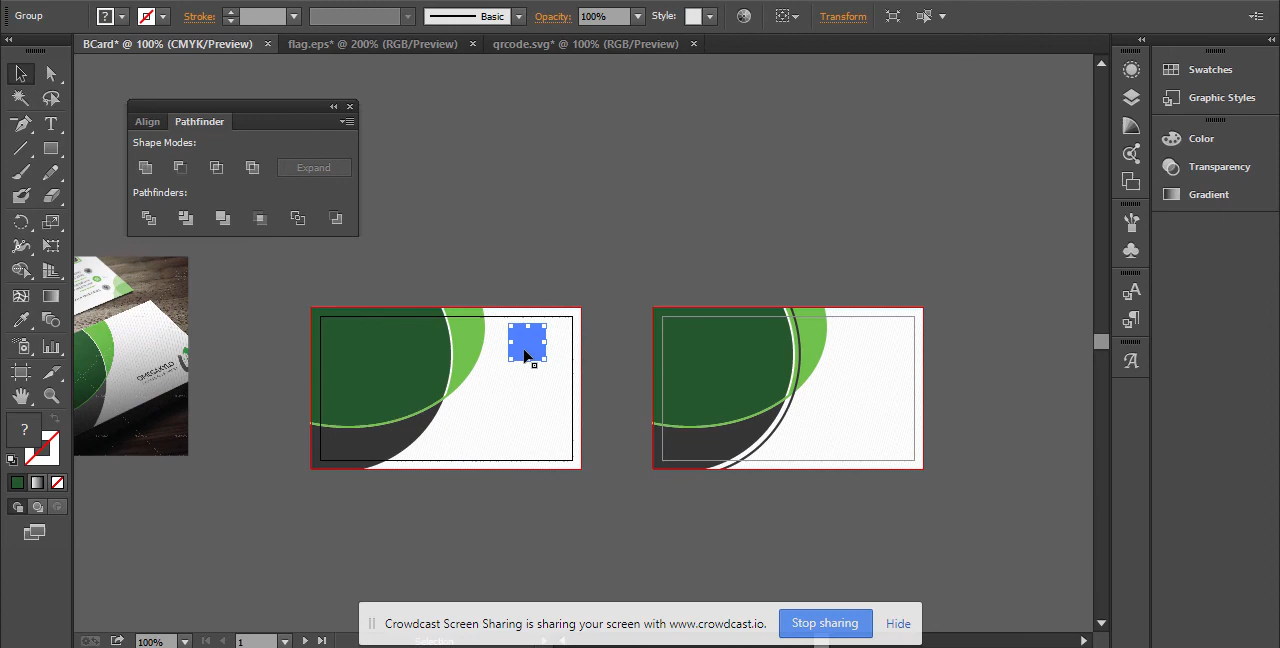 Group
?
Stroke:
Basic
Opacity: 100%
Style:
Transform
BCard* @ 100% (CMYK/Preview)
flag.eps* @ 200% (RGB/Preview)
qrcode.svg* @ 100% (RGB/Preview)
Align
Pathfinder
Shape Modes:
Expand
Pathfinders:
Swatches
Graphic Styles
Color
Transparency
Gradient
OMEGAKYLO
?
Crowdcast Screen Sharing is sharing your screen with www.crowdcast.io.
Stop sharing
Hide
100%
1
Selection